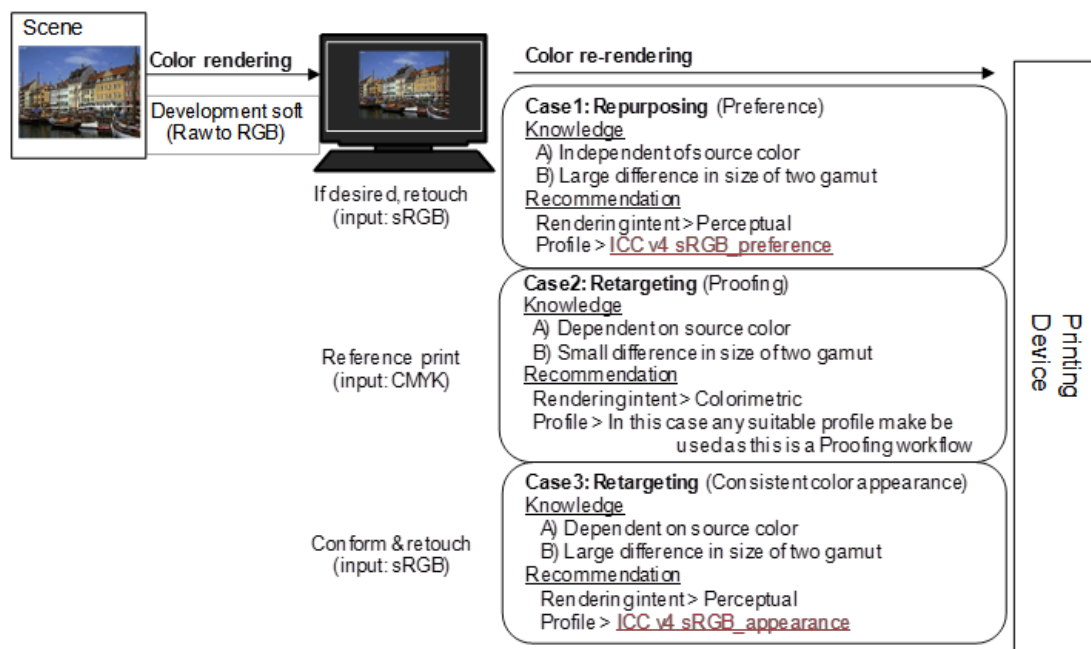 Scene
Color rendering
Development soft
(Raw to RGB)
If desired, retouch
(input: sRGB)
Reference print
(input: CMYK)
Conform & retouch
(input: sRGB)
Color re-rendering
Case1: Repurposing (Preference)
Knowledge
A) Independent of source color
B) Large difference in size of two gamut
Recommendation
Rendering intent > Perceptual
Profile > ICC v4 sRGB_preference
Case2: Retargeting (Proofing)
Knowledge
A) Dependent on source color
B) Small difference in size of two gamut
Recommendation
Rendering intent > Colorimetric
Profile > In this case any suitable profile make be
used as this is a Proofing workflow
Case3: Retargeting (Consistent color appearance)
Knowledge
A) Dependent on source color
B) Large difference in size of two gamut
Recommendation
Rendering intent > Perceptual
Profile > ICC v4 sRGB_appearance
Printing
Device